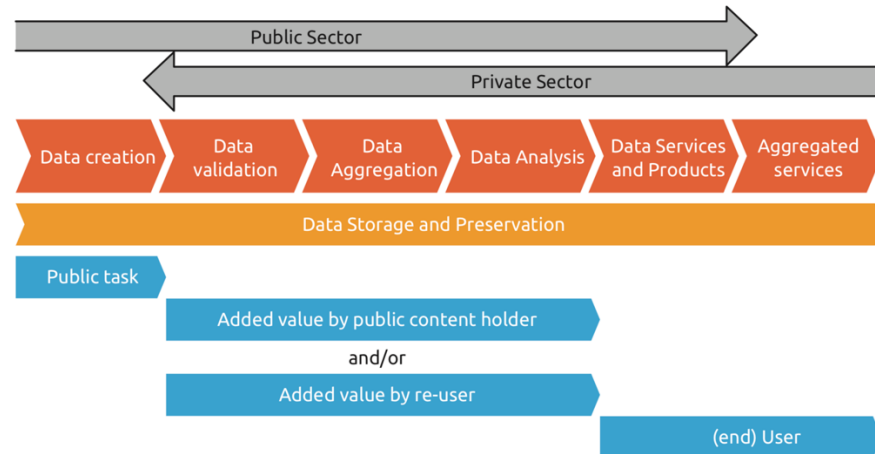 Public Sector
Private Sector
Data creation
Data
validation
Data
Aggregation
Data Analysis
Data Services
and Products
Aggregated
services
Data Storage and Preservation
Public task
Added value by public content holder
and/or
Added value by re-user
(end) User